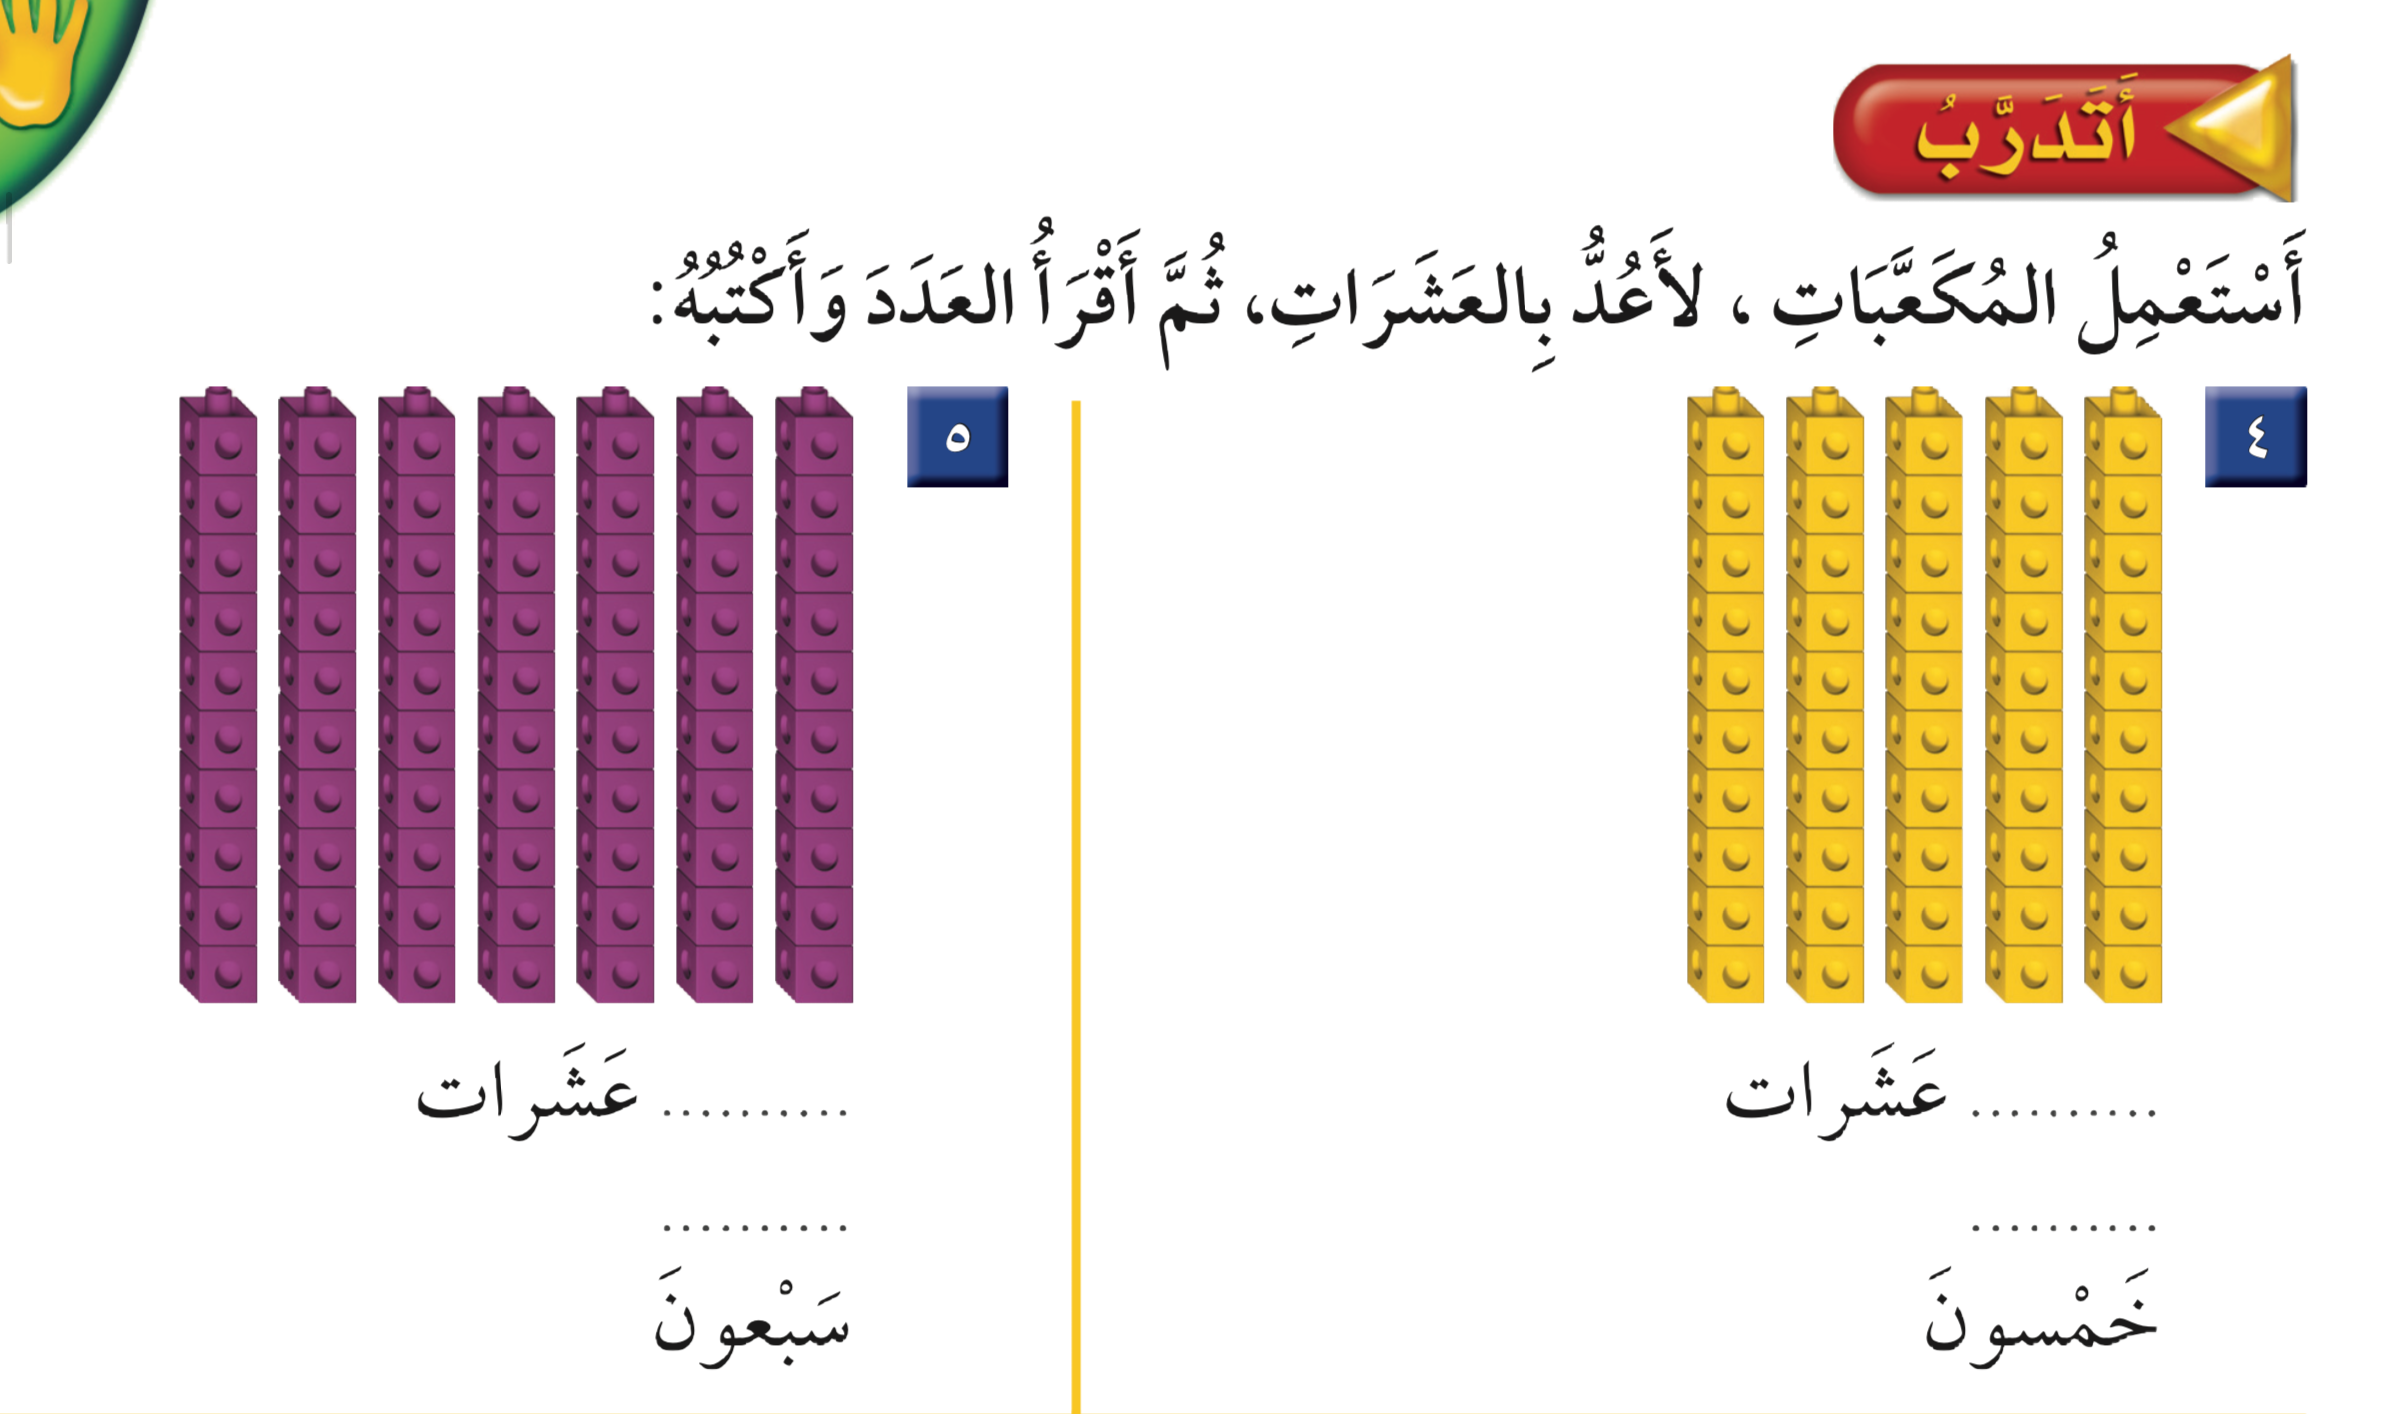 أَتَدَرَّبُ
أَسْتَعْمِلُ المُكَعَّبَاتِ ، لأَعُدُّ بِالعَشَرَاتِ، ثُمَّ أَقْرَأُ العَدَدَ وَأَكْتُبُهُ:
٤
.......... عَشَرات
..........
خَمْسونَ
٥
.......... عَشَرات
..........
سَبْعونَ